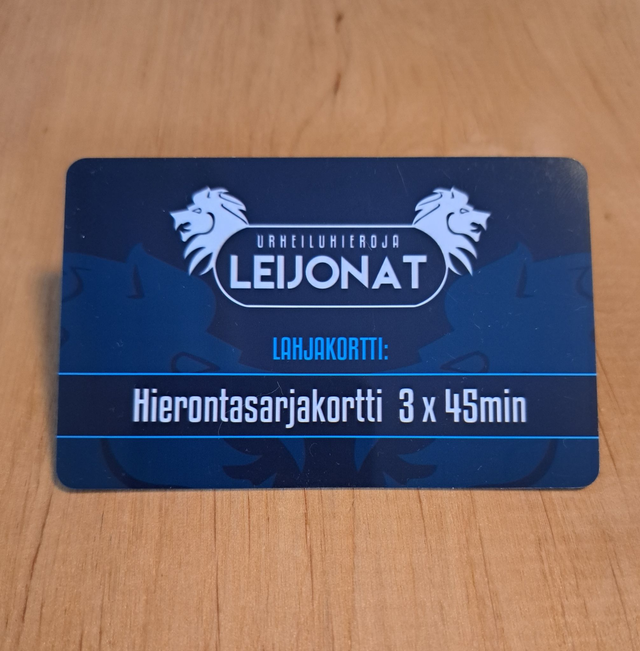 URHEILUHIEROJA
LEIJONAT
LAHJAKORTTI:
Hierontasarjakortti 3 x 45min